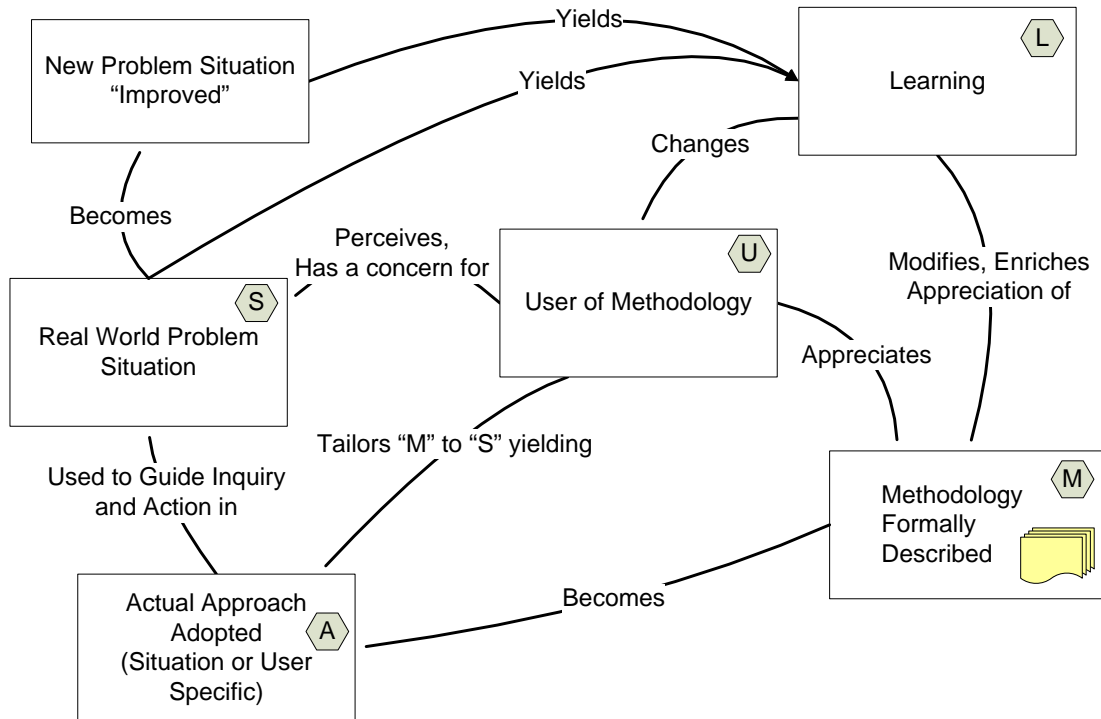 Yields
New Problem Situation
“Improved”
L
Learning
Yields
Changes
Becomes
Perceives,
Has a concern for
U
User of Methodology
Modifies, Enriches
Appreciation of
S
Real World Problem
Situation
Appreciates
Tailors “M” to “S” yielding
Used to Guide Inquiry
and Action in
M
Methodology
Formally
Described
Becomes
Actual Approach
Adopted
(Situation or User
Specific)
A